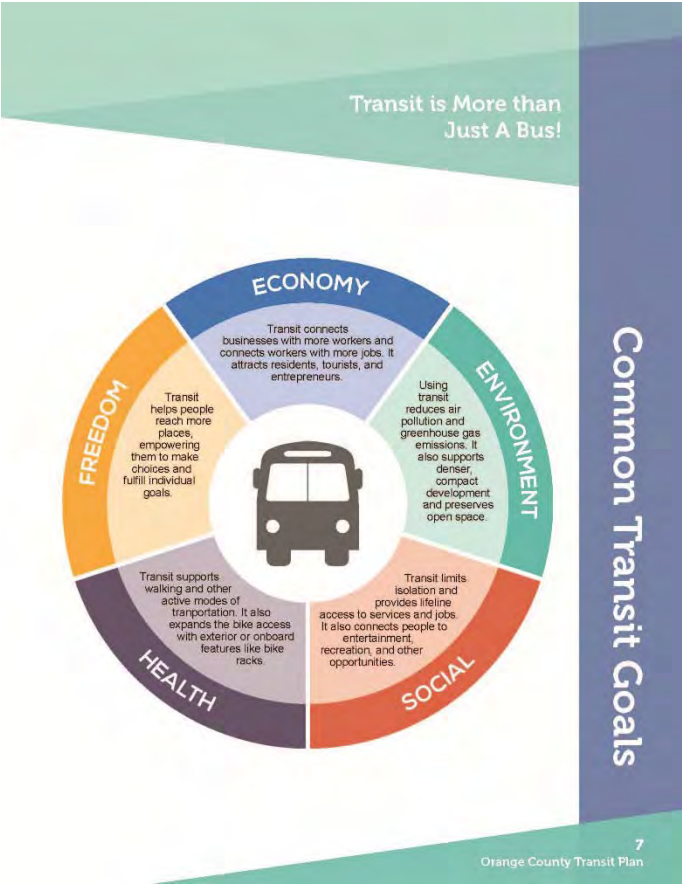 Transit is More than
Just A Bus!
ECONOMY
Transit connects
businesses with more workers and
connects workers with more jobs. It
attracts residents, tourists, and
entrepreneurs.
ENVIRONMENT
Using
transit
reduces air
pollution and
greenhouse gas
emissions. It
also supports
denser,
compact
development
and preserves
open space.
SOCIAL
Transit limits
isolation and
provides lifeline
access to services and jobs.
It also connects people to
entertainment,
recreation, and other
opportunities.
HEALTH
Transit supports
walking and other
active modes of
tranportation. It also
expands the bike access
with exterior or onboard
features like bike
racks.
FREEDOM
Transit
helps people
reach more
places,
empowering
them to make
choices and
fulfill individual
goals.
Common Transit Goals
7
Orange County Transit Plan